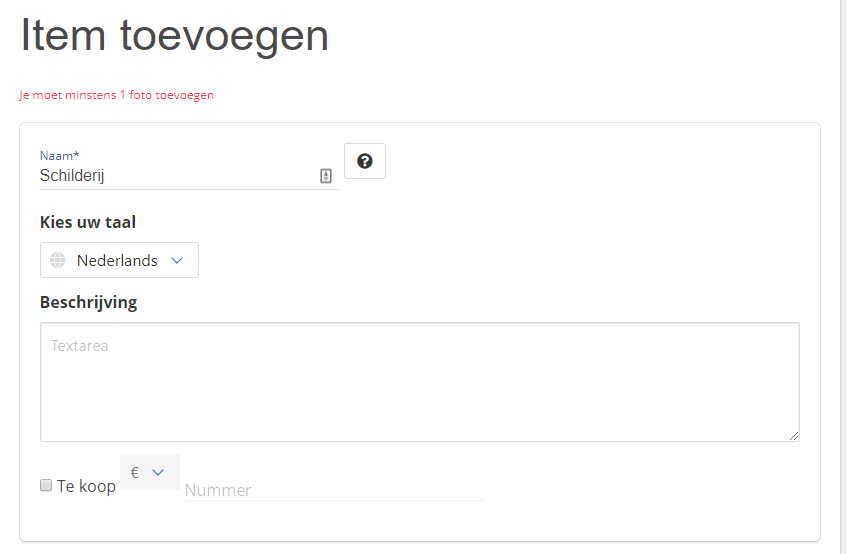 Item toevoegen
Je moet minstens 1 foto toevoegen
Naam*
Schilderij
Kies uw taal
Nederlands
Beschrijving
Textarea
Te koop € Nummer